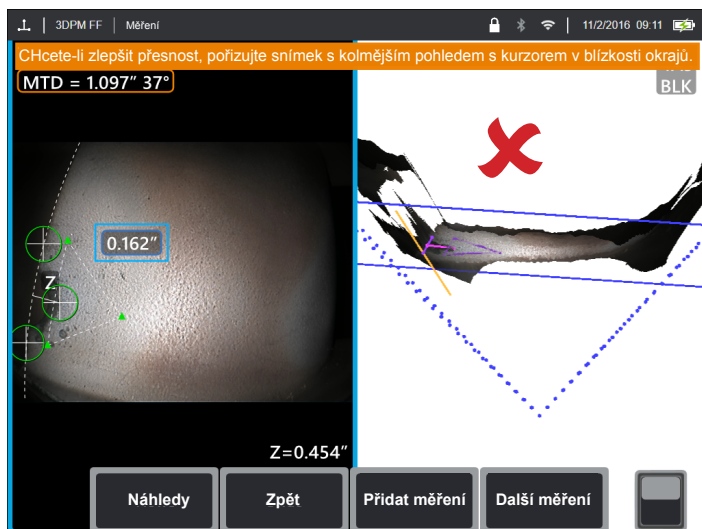 3DPM FF Měření 11/2/2016 09:11
CHcete-li zlepšit přesnost, pořizujte snímek s kolmějším pohledem s kurzorem v blízkosti okrajů.
MTD = 1.097" 37°
BLK
0.162"
Z
Z=0.454"
Náhledy Zpět Přidat měření Další měření